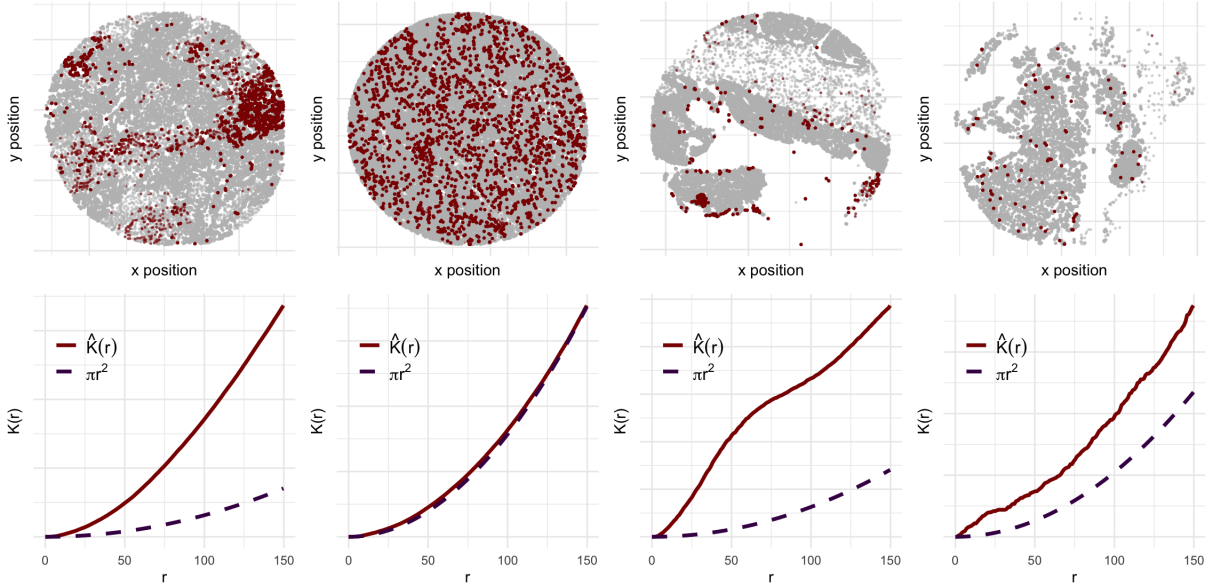 y position
x position
y position
x position
y position
x position
y position
x position
K(r)
K̂(r)
πr²
0 50 100 150
r
K(r)
K̂(r)
πr²
0 50 100 150
r
K(r)
K̂(r)
πr²
0 50 100 150
r
K(r)
K̂(r)
πr²
0 50 100 150
r